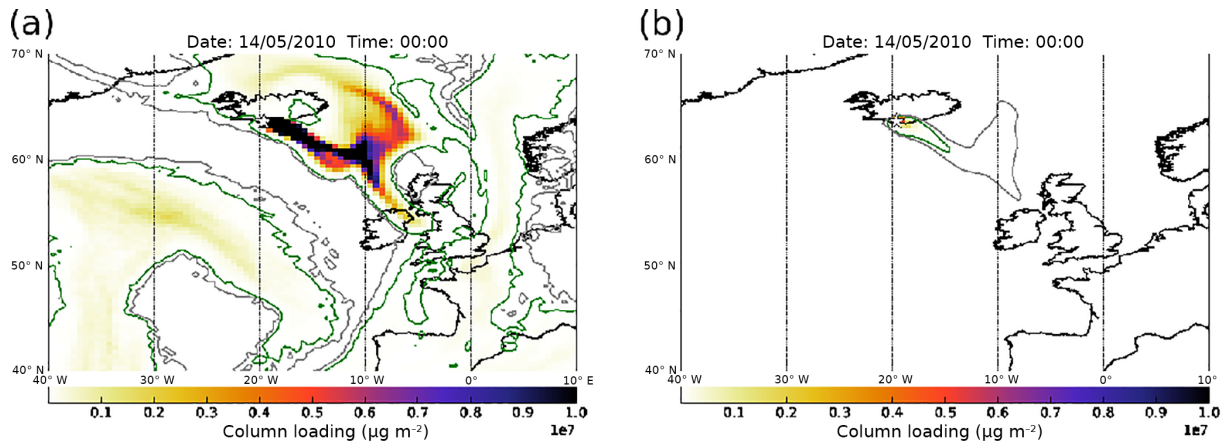 (a)
Date: 14/05/2010 Time: 00:00
70° N
60° N
50° N
40° N
40° W 30° W 20° W 10° W 0° 10° E
0.1 0.2 0.3 0.4 0.5 0.6 0.7 0.8 0.9 1.0
Column loading (µg m⁻²) 1e7
(b)
Date: 14/05/2010 Time: 00:00
70° N
60° N
50° N
40° N
40° W 30° W 20° W 10° W 0° 10° E
0.1 0.2 0.3 0.4 0.5 0.6 0.7 0.8 0.9 1.0
Column loading (µg m⁻²) 1e7